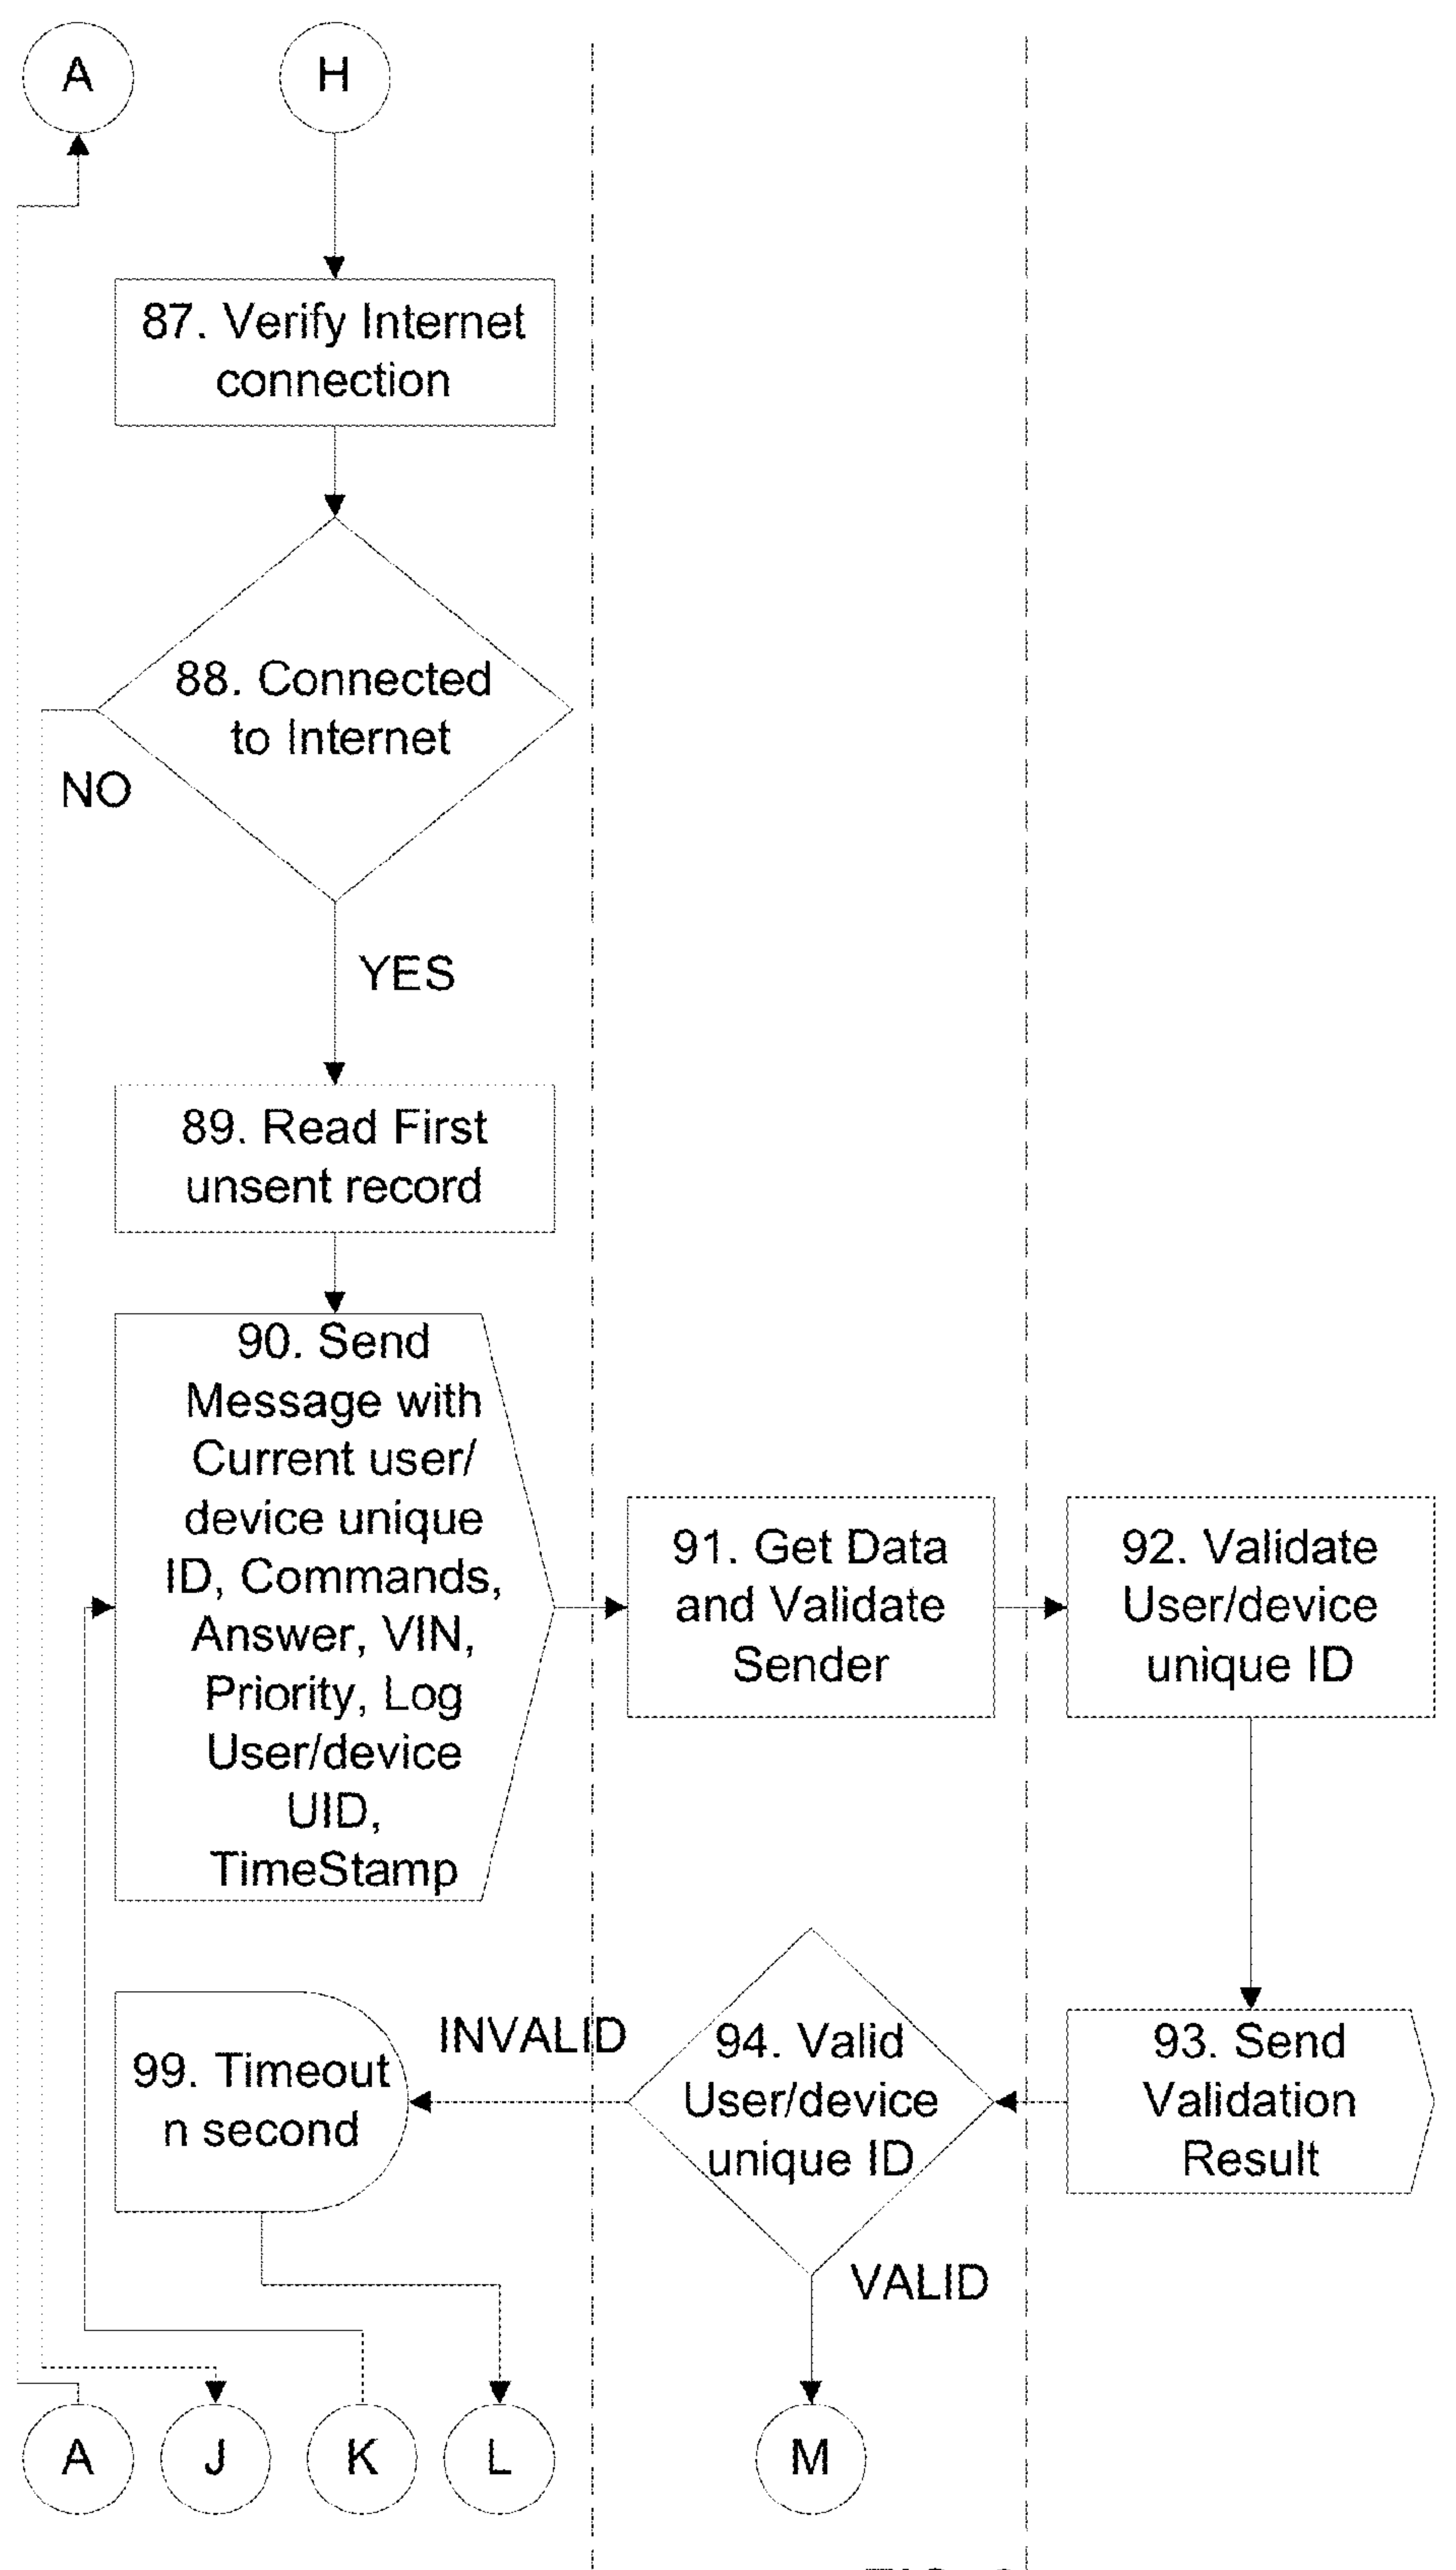 A
H
87. Verify Internet
connection
88. Connected
to Internet
NO
YES
89. Read First
unsent record
90. Send
Message with
Current user/
device unique
ID, Commands,
Answer, VIN,
Priority, Log
User/device
UID,
TimeStamp
91. Get Data
and Validate
Sender
92. Validate
User/device
unique ID
93. Send
Validation
Result
94. Valid
User/device
unique ID
INVALID
99. Timeout
n second
VALID
A
J
K
L
M